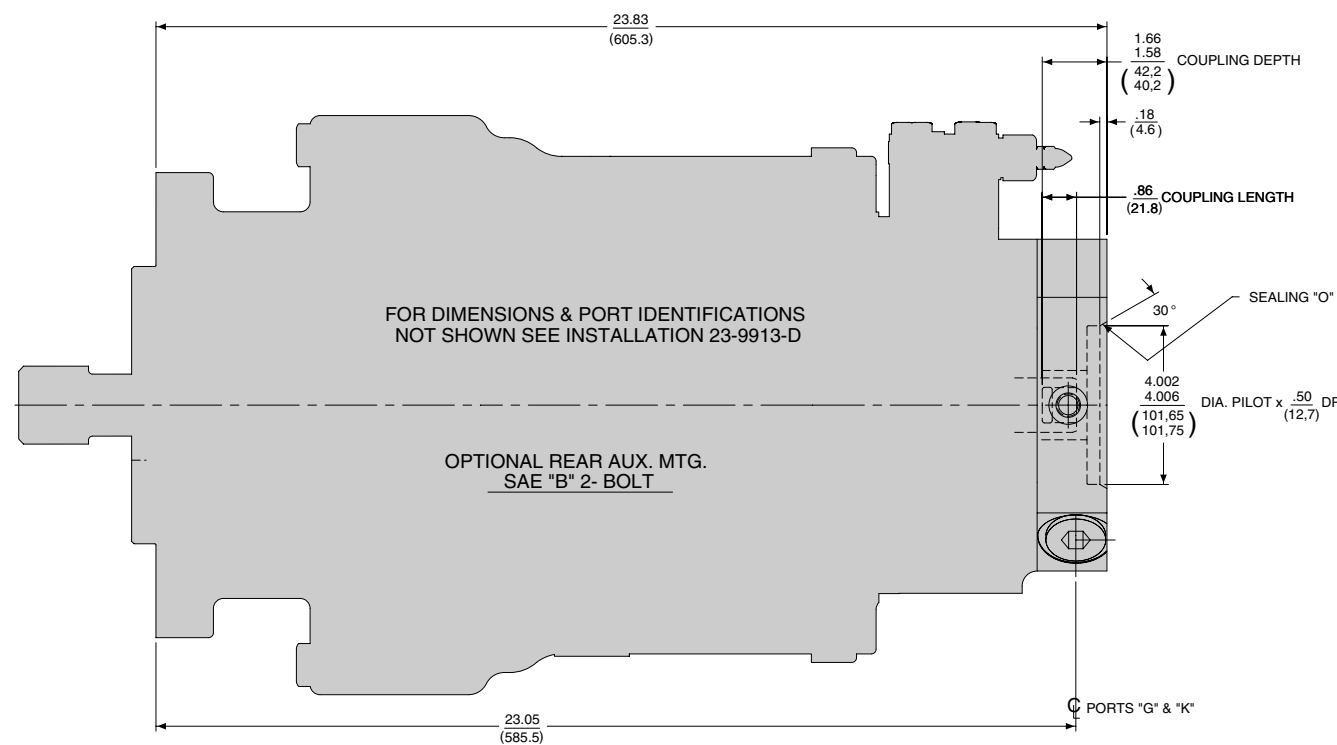 23.83
(605.3)
1.66
1.58
42,2
40,2
( ) COUPLING DEPTH
.18
(4.6)
.86
(21.8)
COUPLING LENGTH
FOR DIMENSIONS & PORT IDENTIFICATIONS
NOT SHOWN SEE INSTALLATION 23-9913-D
30°
SEALING "O"
4.002
4.006
(101,65
101,75)
DIA. PILOT x .50
(12,7)
OPTIONAL REAR AUX. MTG.
SAE "B" 2- BOLT
23.05
(585.5)
℄ PORTS "G" & "K"